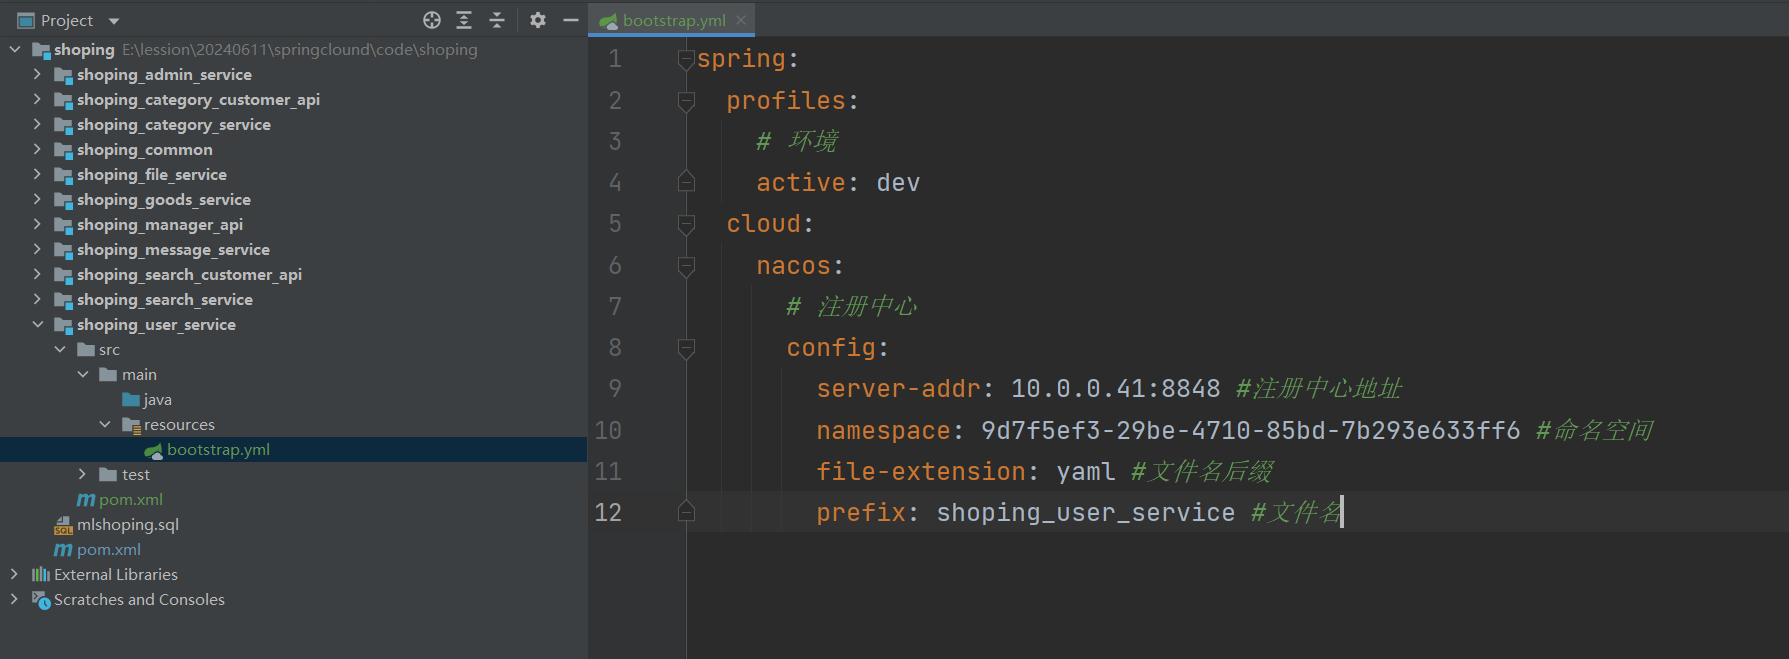 Project
shoping E:\lession\20240611\springclound\code\shoping
shoping_admin_service
shoping_category_customer_api
shoping_category_service
shoping_common
shoping_file_service
shoping_goods_service
shoping_manager_api
shoping_message_service
shoping_search_customer_api
shoping_search_service
shoping_user_service
src
main
java
resources
bootstrap.yml
test
pom.xml
mlshoping.sql
pom.xml
External Libraries
Scratches and Consoles
bootstrap.yml
1 spring:
2 profiles:
3 # 环境
4 active: dev
5 cloud:
6 nacos:
7 # 注册中心
8 config:
9 server-addr: 10.0.0.41:8848 #注册中心地址
10 namespace: 9d7f5ef3-29be-4710-85bd-7b293e633ff6 #命名空间
11 file-extension: yaml #文件名后缀
12 prefix: shoping_user_service #文件名